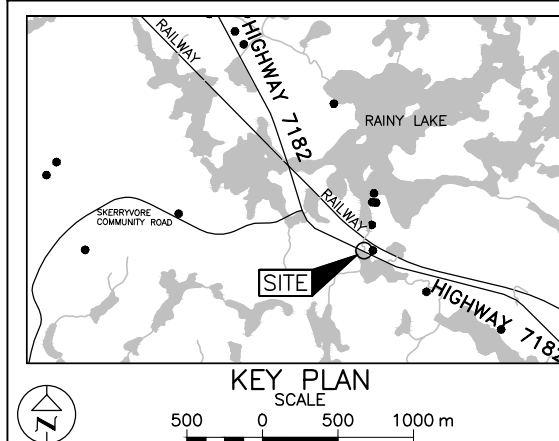 RAILWAY
HIGHWAY 7182
RAINY LAKE
RAILWAY
SKERRYVORE
COMMUNITY ROAD
SITE
HIGHWAY 7182
KEY PLAN
SCALE
500 0 500 1000 m
N